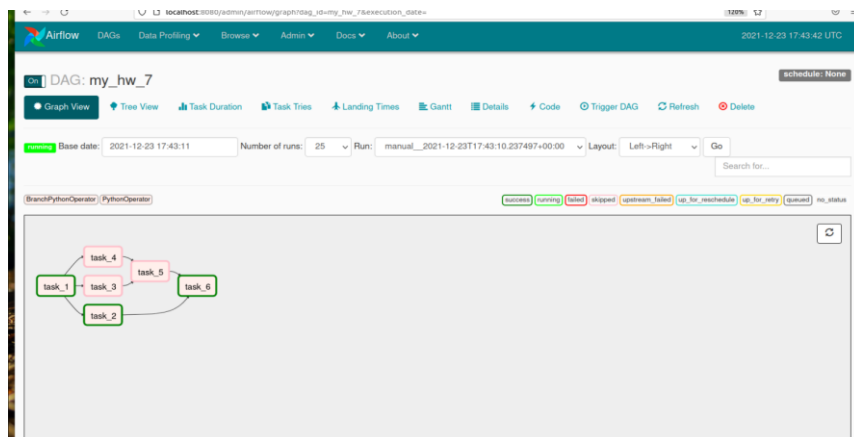 localhost:8080/admin/airflow/graph?dag_id=my_hw_7&execution_date=
120%
Airflow DAGs Data Profiling Browse Admin Docs About 2021-12-23 17:43:42 UTC
On DAG: my_hw_7 schedule: None
Graph View Tree View Task Duration Task Tries Landing Times Gantt Details Code Trigger DAG Refresh Delete
running Base date: 2021-12-23 17:43:11 Number of runs: 25 Run: manual__2021-12-23T17:43:10.237497+00:00 Layout: Left->Right Go
Search for...
BranchPythonOperator PythonOperator success running failed skipped upstream_failed up_for_reschedule up_for_retry queued no_status
task_4
task_5
task_1 task_3 task_6
task_2